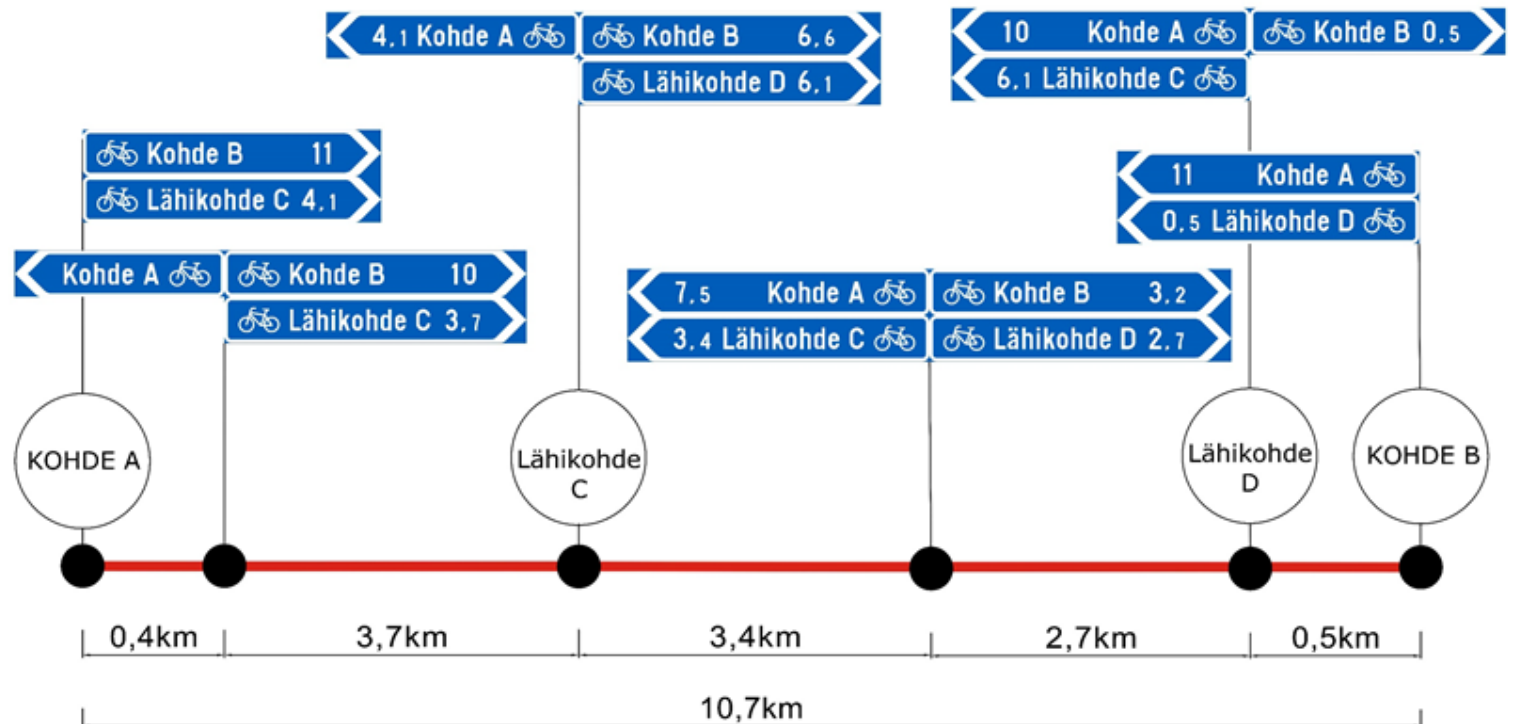 4,1 Kohde A
Kohde B 6,6
Lähikohde D 6,1
10 Kohde A
Kohde B 0,5
6,1 Lähikohde C
Kohde B 11
Lähikohde C 4,1
11 Kohde A
0,5 Lähikohde D
Kohde A
Kohde B 10
Lähikohde C 3,7
7,5 Kohde A
Kohde B 3,2
3,4 Lähikohde C
Lähikohde D 2,7
KOHDE A
Lähikohde
C
Lähikohde
D
KOHDE B
0,4km
3,7km
3,4km
2,7km
0,5km
10,7km